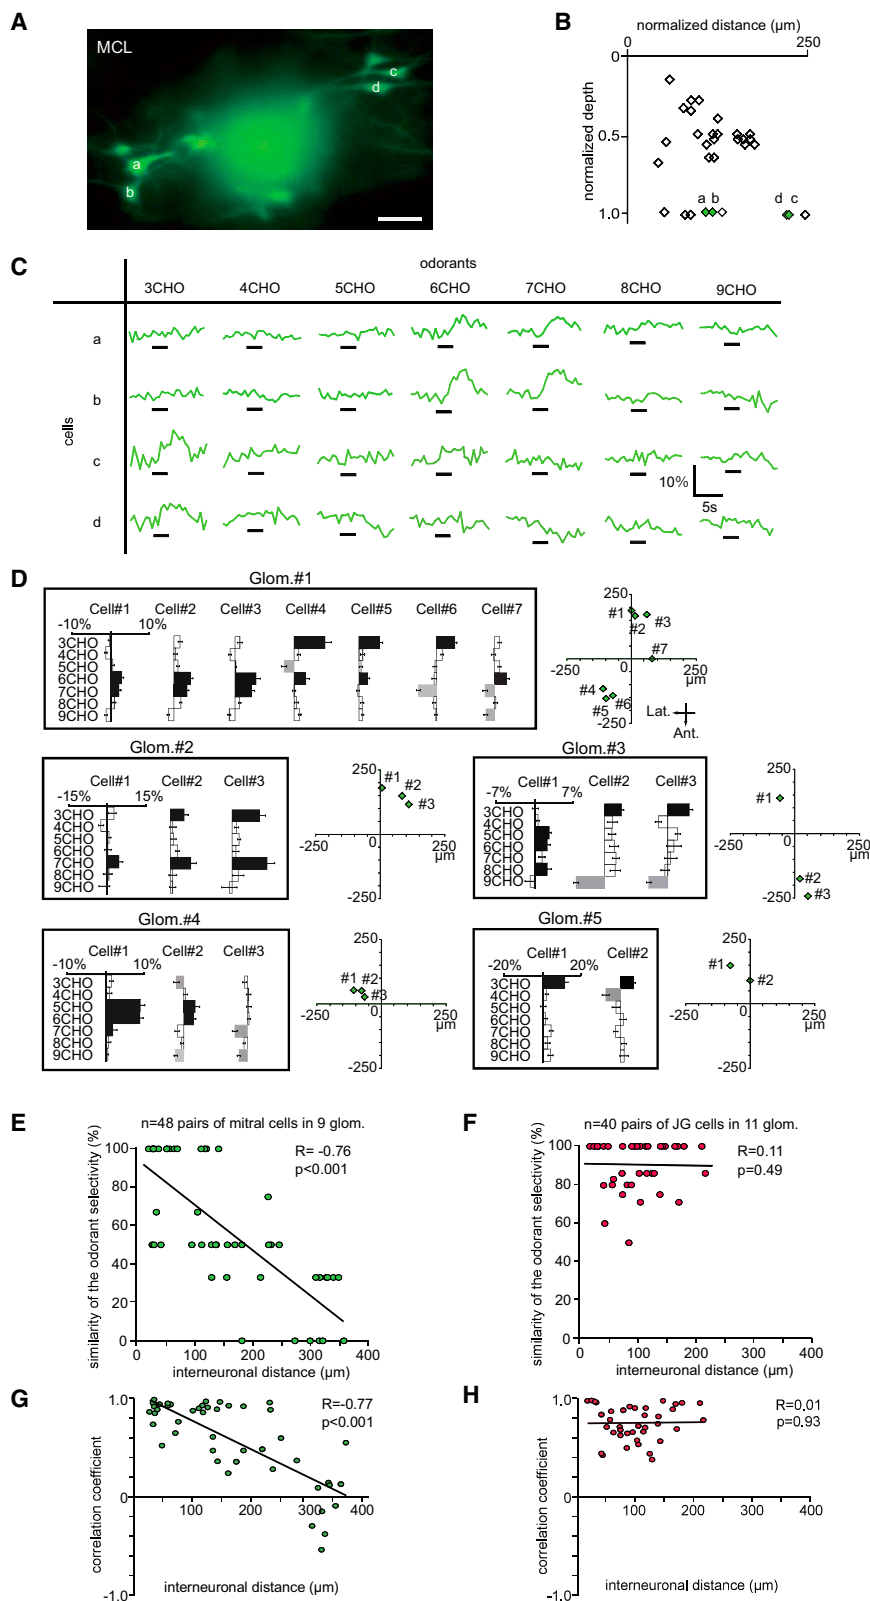 A
MCL
a
b
c
d
B
normalized distance (µm)
0
250
0
normalized depth
0.5
1.0
a b
d c
C
odorants
3CHO 4CHO 5CHO 6CHO 7CHO 8CHO 9CHO
cells
a
b
c
d
10%
5s
D
Glom.#1
Cell#1 Cell#2 Cell#3 Cell#4 Cell#5 Cell#6 Cell#7
-10% 10%
3CHO
4CHO
5CHO
6CHO
7CHO
8CHO
9CHO
250
#1
#2
#3
#7
-250
250
µm
#4
#5
#6
-250
Lat.
Ant.
Glom.#2
Cell#1 Cell#2 Cell#3
-15% 15%
3CHO
4CHO
5CHO
6CHO
7CHO
8CHO
9CHO
250
#1
#2
#3
-250
250
µm
-250
Glom.#3
Cell#1 Cell#2 Cell#3
-7% 7%
3CHO
4CHO
5CHO
6CHO
7CHO
8CHO
9CHO
250
#1
-250
250
µm
#2
#3
-250
Glom.#4
Cell#1 Cell#2 Cell#3
-10% 10%
3CHO
4CHO
5CHO
6CHO
7CHO
8CHO
9CHO
250
#1 #2
#3
-250
250
µm
-250
Glom.#5
Cell#1 Cell#2
-20% 20%
3CHO
4CHO
5CHO
6CHO
7CHO
8CHO
9CHO
250
#1
#2
-250
250
µm
-250
E
n=48 pairs of mitral cells in 9 glom.
similarity of the odorant selectivity (%)
100
80
60
40
20
0
R= -0.76
p<0.001
0 100 200 300 400
interneuronal distance (µm)
F
n=40 pairs of JG cells in 11 glom.
similarity of the odorant selectivity (%)
100
80
60
40
20
0
R=0.11
p=0.49
0 100 200 300 400
interneuronal distance (µm)
G
correlation coefficient
1.0
0
-1.0
R=-0.77
p<0.001
100 200 300 400
interneuronal distance (µm)
H
correlation coefficient
1.0
0
-1.0
R=0.01
p=0.93
100 200 300 400
interneuronal distance (µm)